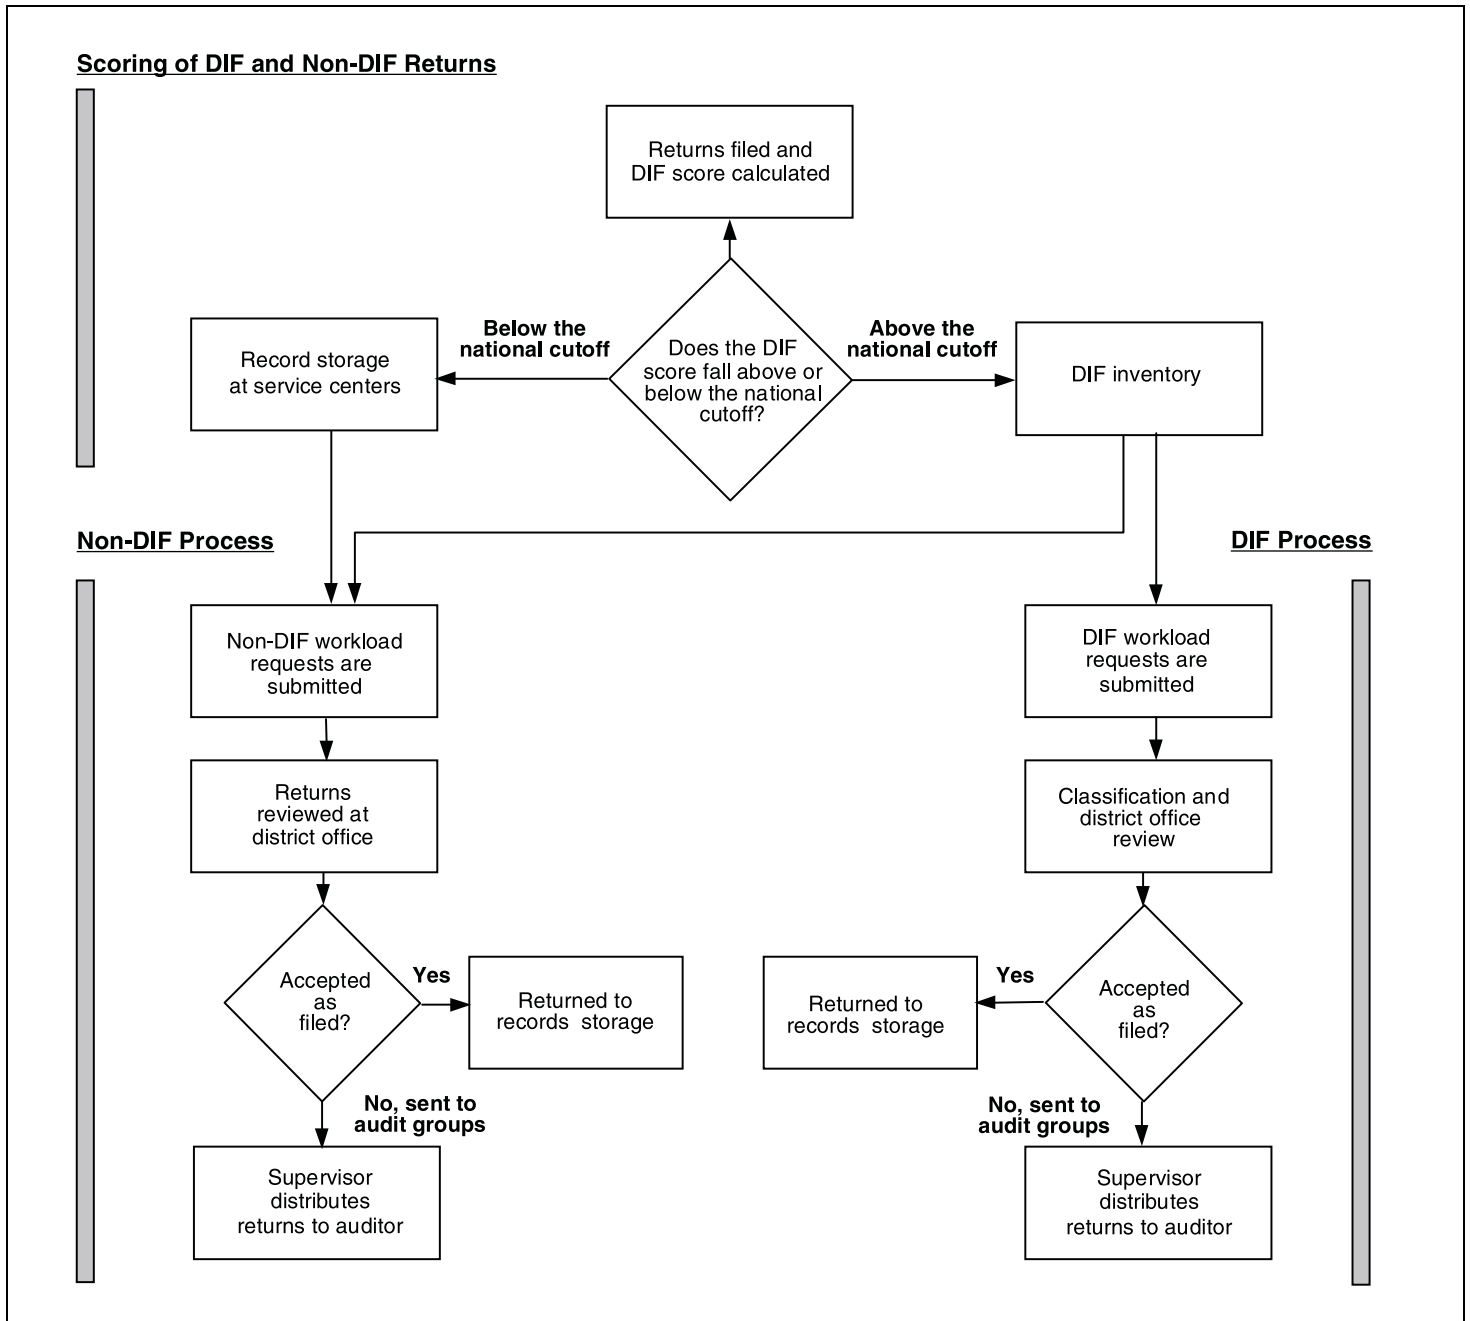 Scoring of DIF and Non-DIF Returns
Returns filed and
DIF score calculated
Below the
national cutoff
Above the
national cutoff
Record storage
at service centers
Does the DIF
score fall above or
below the national
cutoff?
DIF inventory
Non-DIF Process
DIF Process
Non-DIF workload
requests are
submitted
DIF workload
requests are
submitted
Returns
reviewed at
district office
Classification and
district office
review
Accepted
as
filed?
Yes
Returned to
records storage
Returned to
records storage
Yes
Accepted
as
filed?
No, sent to
audit groups
No, sent to
audit groups
Supervisor
distributes
returns to auditor
Supervisor
distributes
returns to auditor